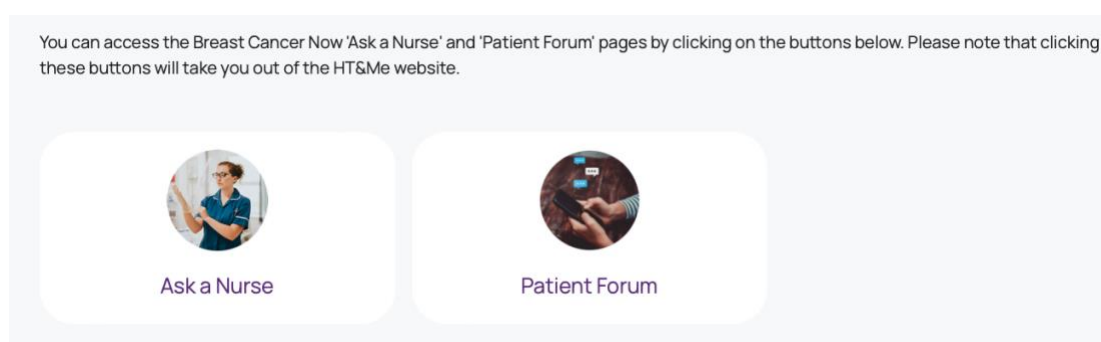 You can access the Breast Cancer Now 'Ask a Nurse' and 'Patient Forum' pages by clicking on the buttons below. Please note that clicking
these buttons will take you out of the HT&Me website.
Ask a Nurse
Patient Forum